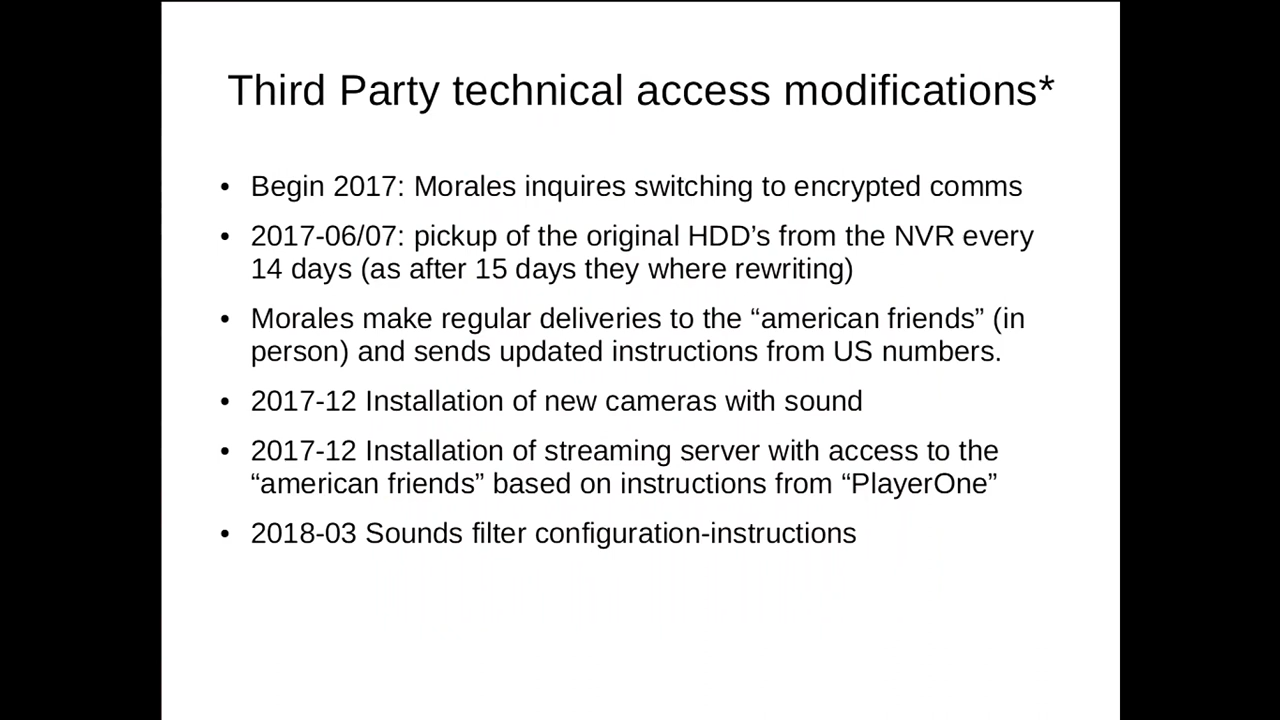 Third Party technical access modifications*
• Begin 2017: Morales inquires switching to encrypted comms
• 2017-06/07: pickup of the original HDD’s from the NVR every
14 days (as after 15 days they where rewriting)
• Morales make regular deliveries to the “american friends” (in
person) and sends updated instructions from US numbers.
• 2017-12 Installation of new cameras with sound
• 2017-12 Installation of streaming server with access to the
“american friends” based on instructions from “PlayerOne”
• 2018-03 Sounds filter configuration-instructions